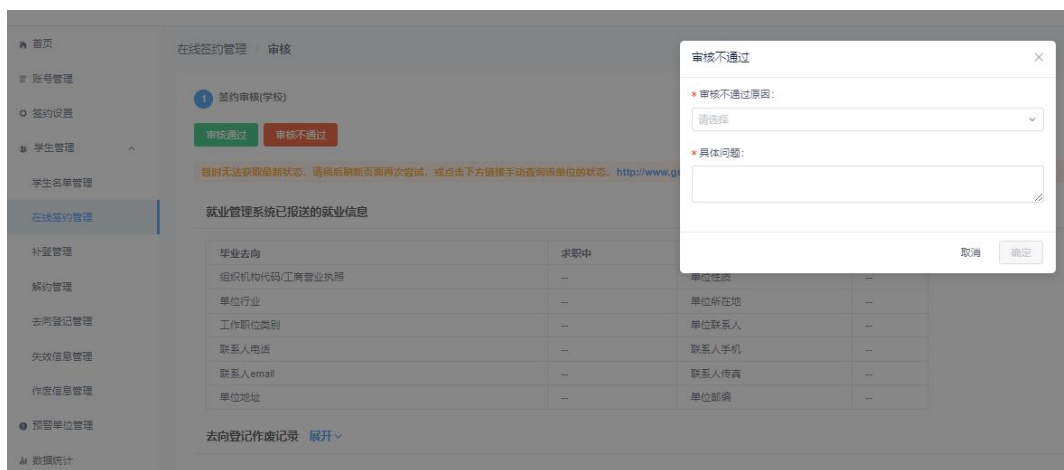 首页
账号管理
签约设置
学生管理
学生名单管理
在线签约管理
补登管理
解约管理
去向登记管理
失效信息管理
作废信息管理
预警单位管理
数据统计
在线签约管理 / 审核
1 签约审核(学校)
审核通过 审核不通过
暂时无法获取最新状态，请稍后刷新页面再次尝试，或点击下方链接手动查询该单位的状态，http://www.g
就业管理系统已报送的就业信息
毕业去向 求职中
组织机构代码/工商营业执照 -- 单位性质 --
单位行业 -- 单位所在地 --
工作职位类别 -- 单位联系人 --
联系人电话 -- 联系人手机 --
联系人email -- 联系人传真 --
单位地址 -- 单位邮编 --
去向登记作废记录 展开
审核不通过
* 审核不通过原因:
请选择
* 具体问题:
取消 确定